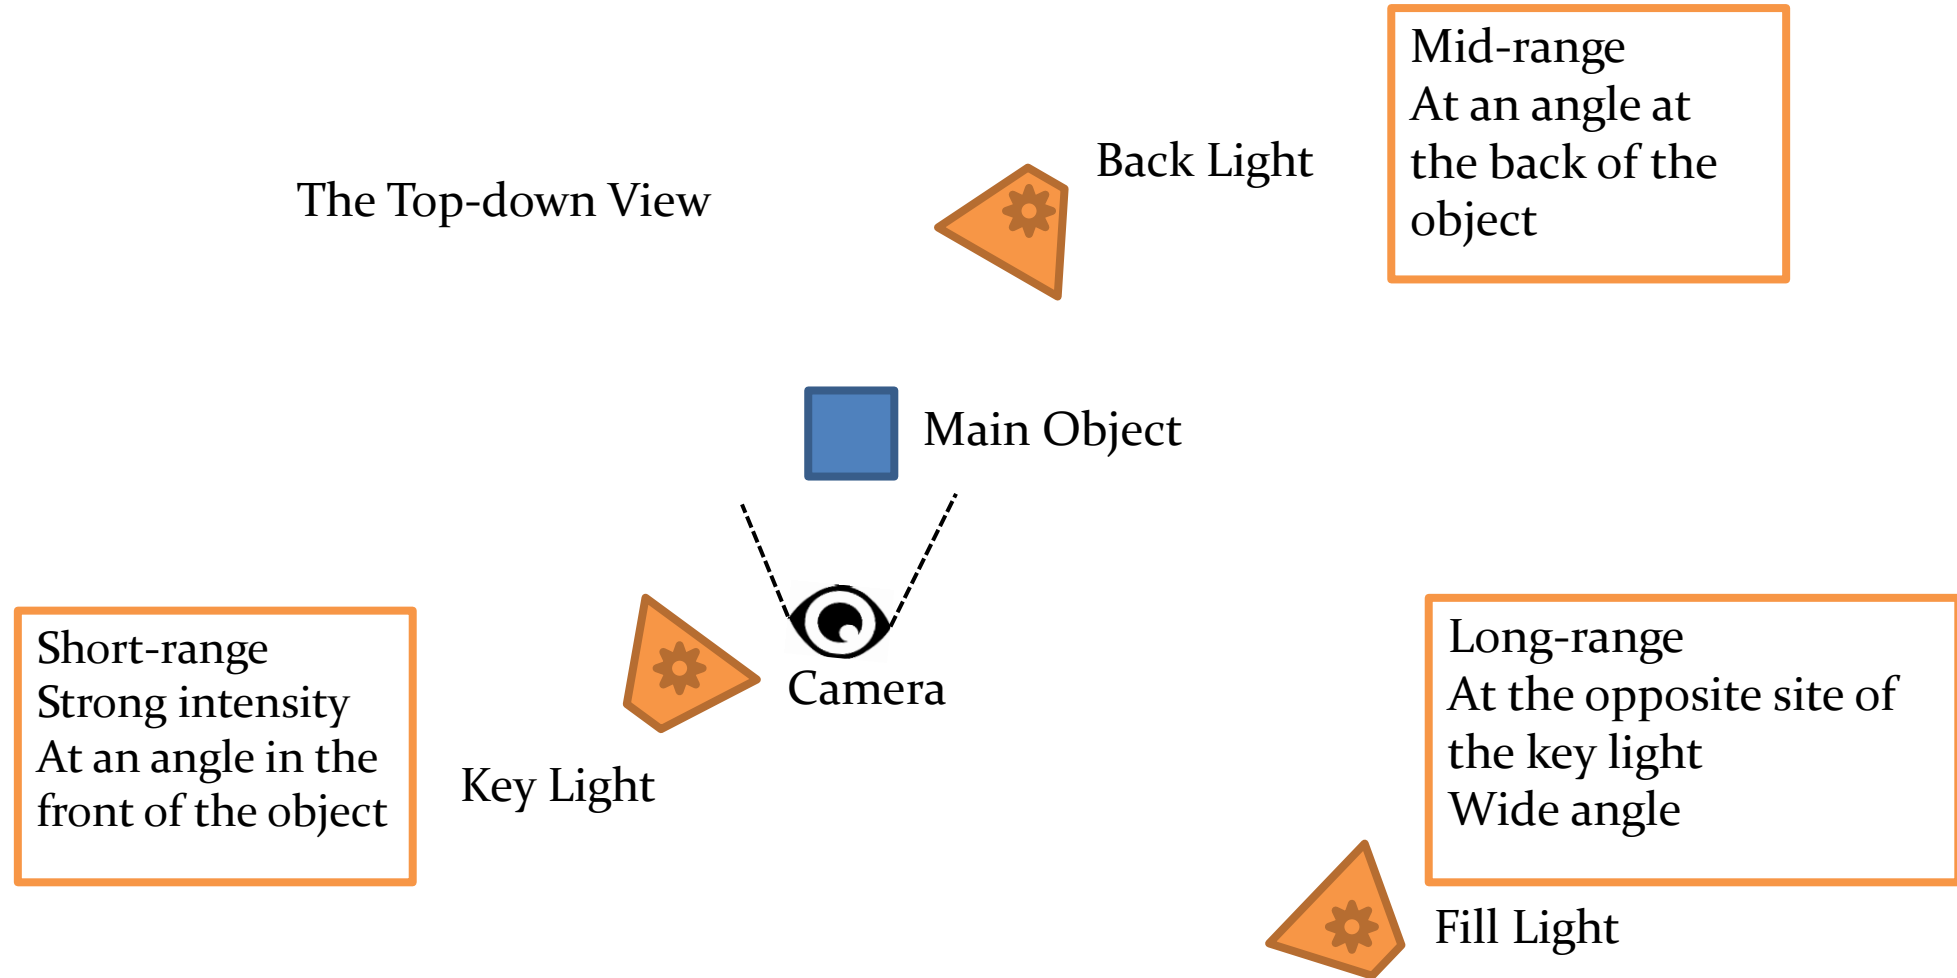 The Top-down View
Back Light
Mid-range
At an angle at
the back of the
object
Main Object
Camera
Short-range
Strong intensity
At an angle in the
front of the object
Key Light
Long-range
At the opposite site of
the key light
Wide angle
Fill Light